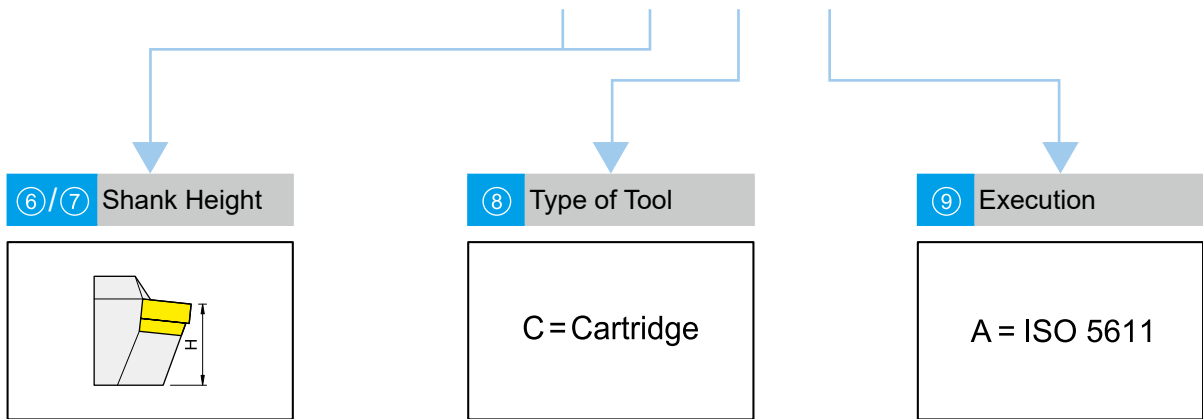 ⑥/⑦ Shank Height
⑧ Type of Tool
⑨ Execution
H
C = Cartridge
A = ISO 5611